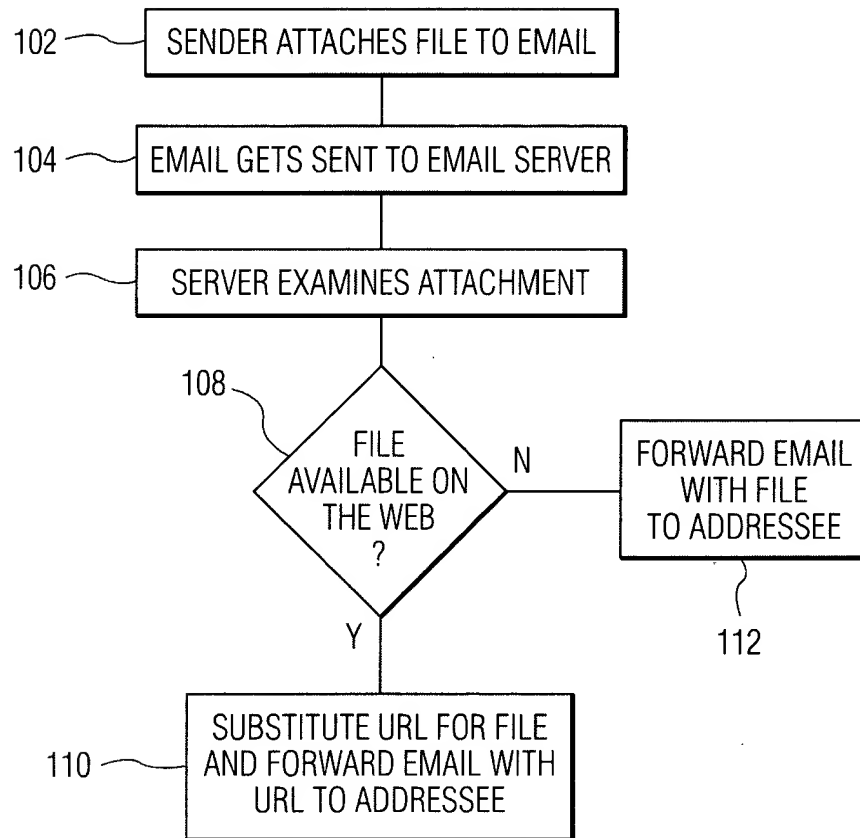 102
SENDER ATTACHES FILE TO EMAIL
104
EMAIL GETS SENT TO EMAIL SERVER
106
SERVER EXAMINES ATTACHMENT
108
FILE
AVAILABLE ON
THE WEB
?
N
FORWARD EMAIL
WITH FILE
TO ADDRESSEE
112
Y
110
SUBSTITUTE URL FOR FILE
AND FORWARD EMAIL WITH
URL TO ADDRESSEE